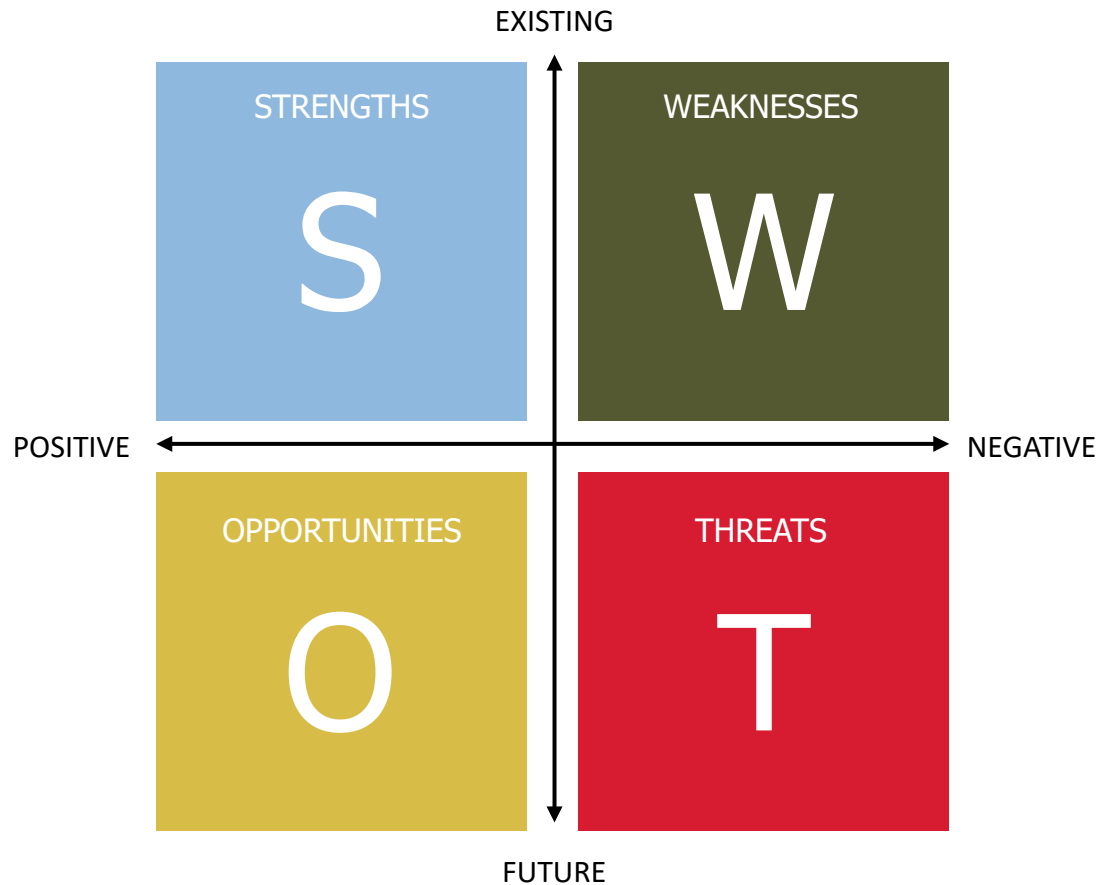 EXISTING
STRENGTHS
WEAKNESSES
S
W
POSITIVE
NEGATIVE
OPPORTUNITIES
THREATS
O
T
FUTURE